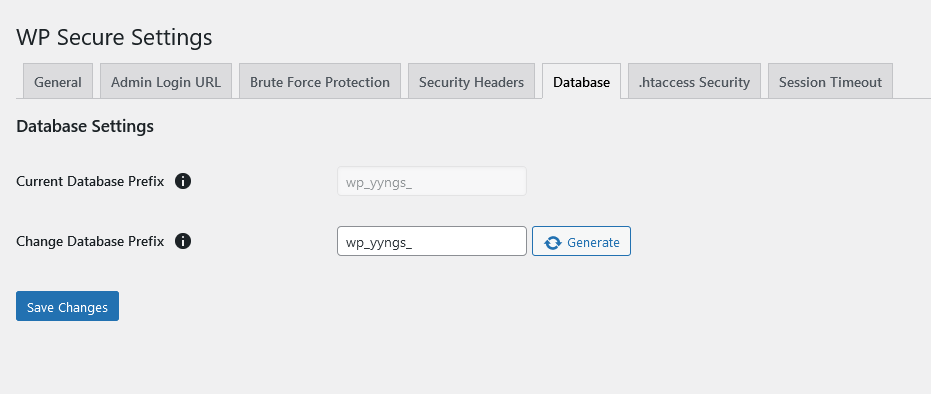 WP Secure Settings
General Admin Login URL Brute Force Protection Security Headers Database .htaccess Security Session Timeout
Database Settings
Current Database Prefix wp_yyngs_
Change Database Prefix wp_yyngs_ Generate
Save Changes